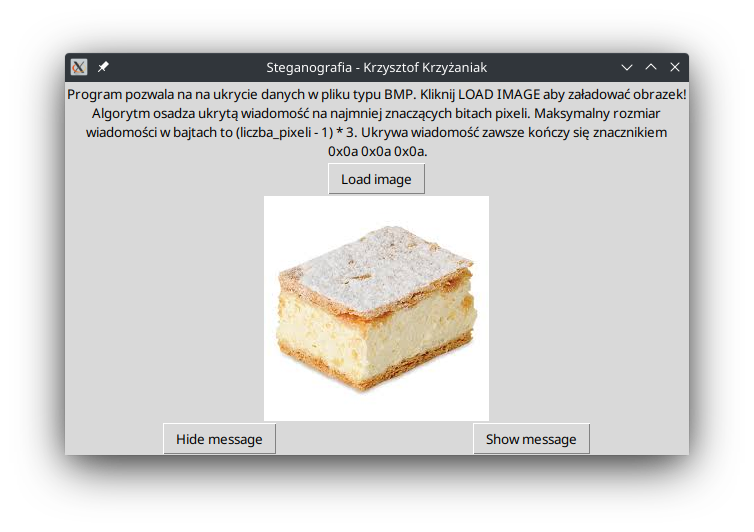 Steganografia - Krzysztof Krzyżaniak
Program pozwala na na ukrycie danych w pliku typu BMP. Kliknij LOAD IMAGE aby załadować obrazek!
Algorytm osadza ukrytą wiadomość na najmniej znaczących bitach pixeli. Maksymalny rozmiar
wiadomości w bajtach to (liczba_pixeli - 1) * 3. Ukrywa wiadomość zawsze kończy się znacznikiem
0x0a 0x0a 0x0a.
Load image
Hide message
Show message